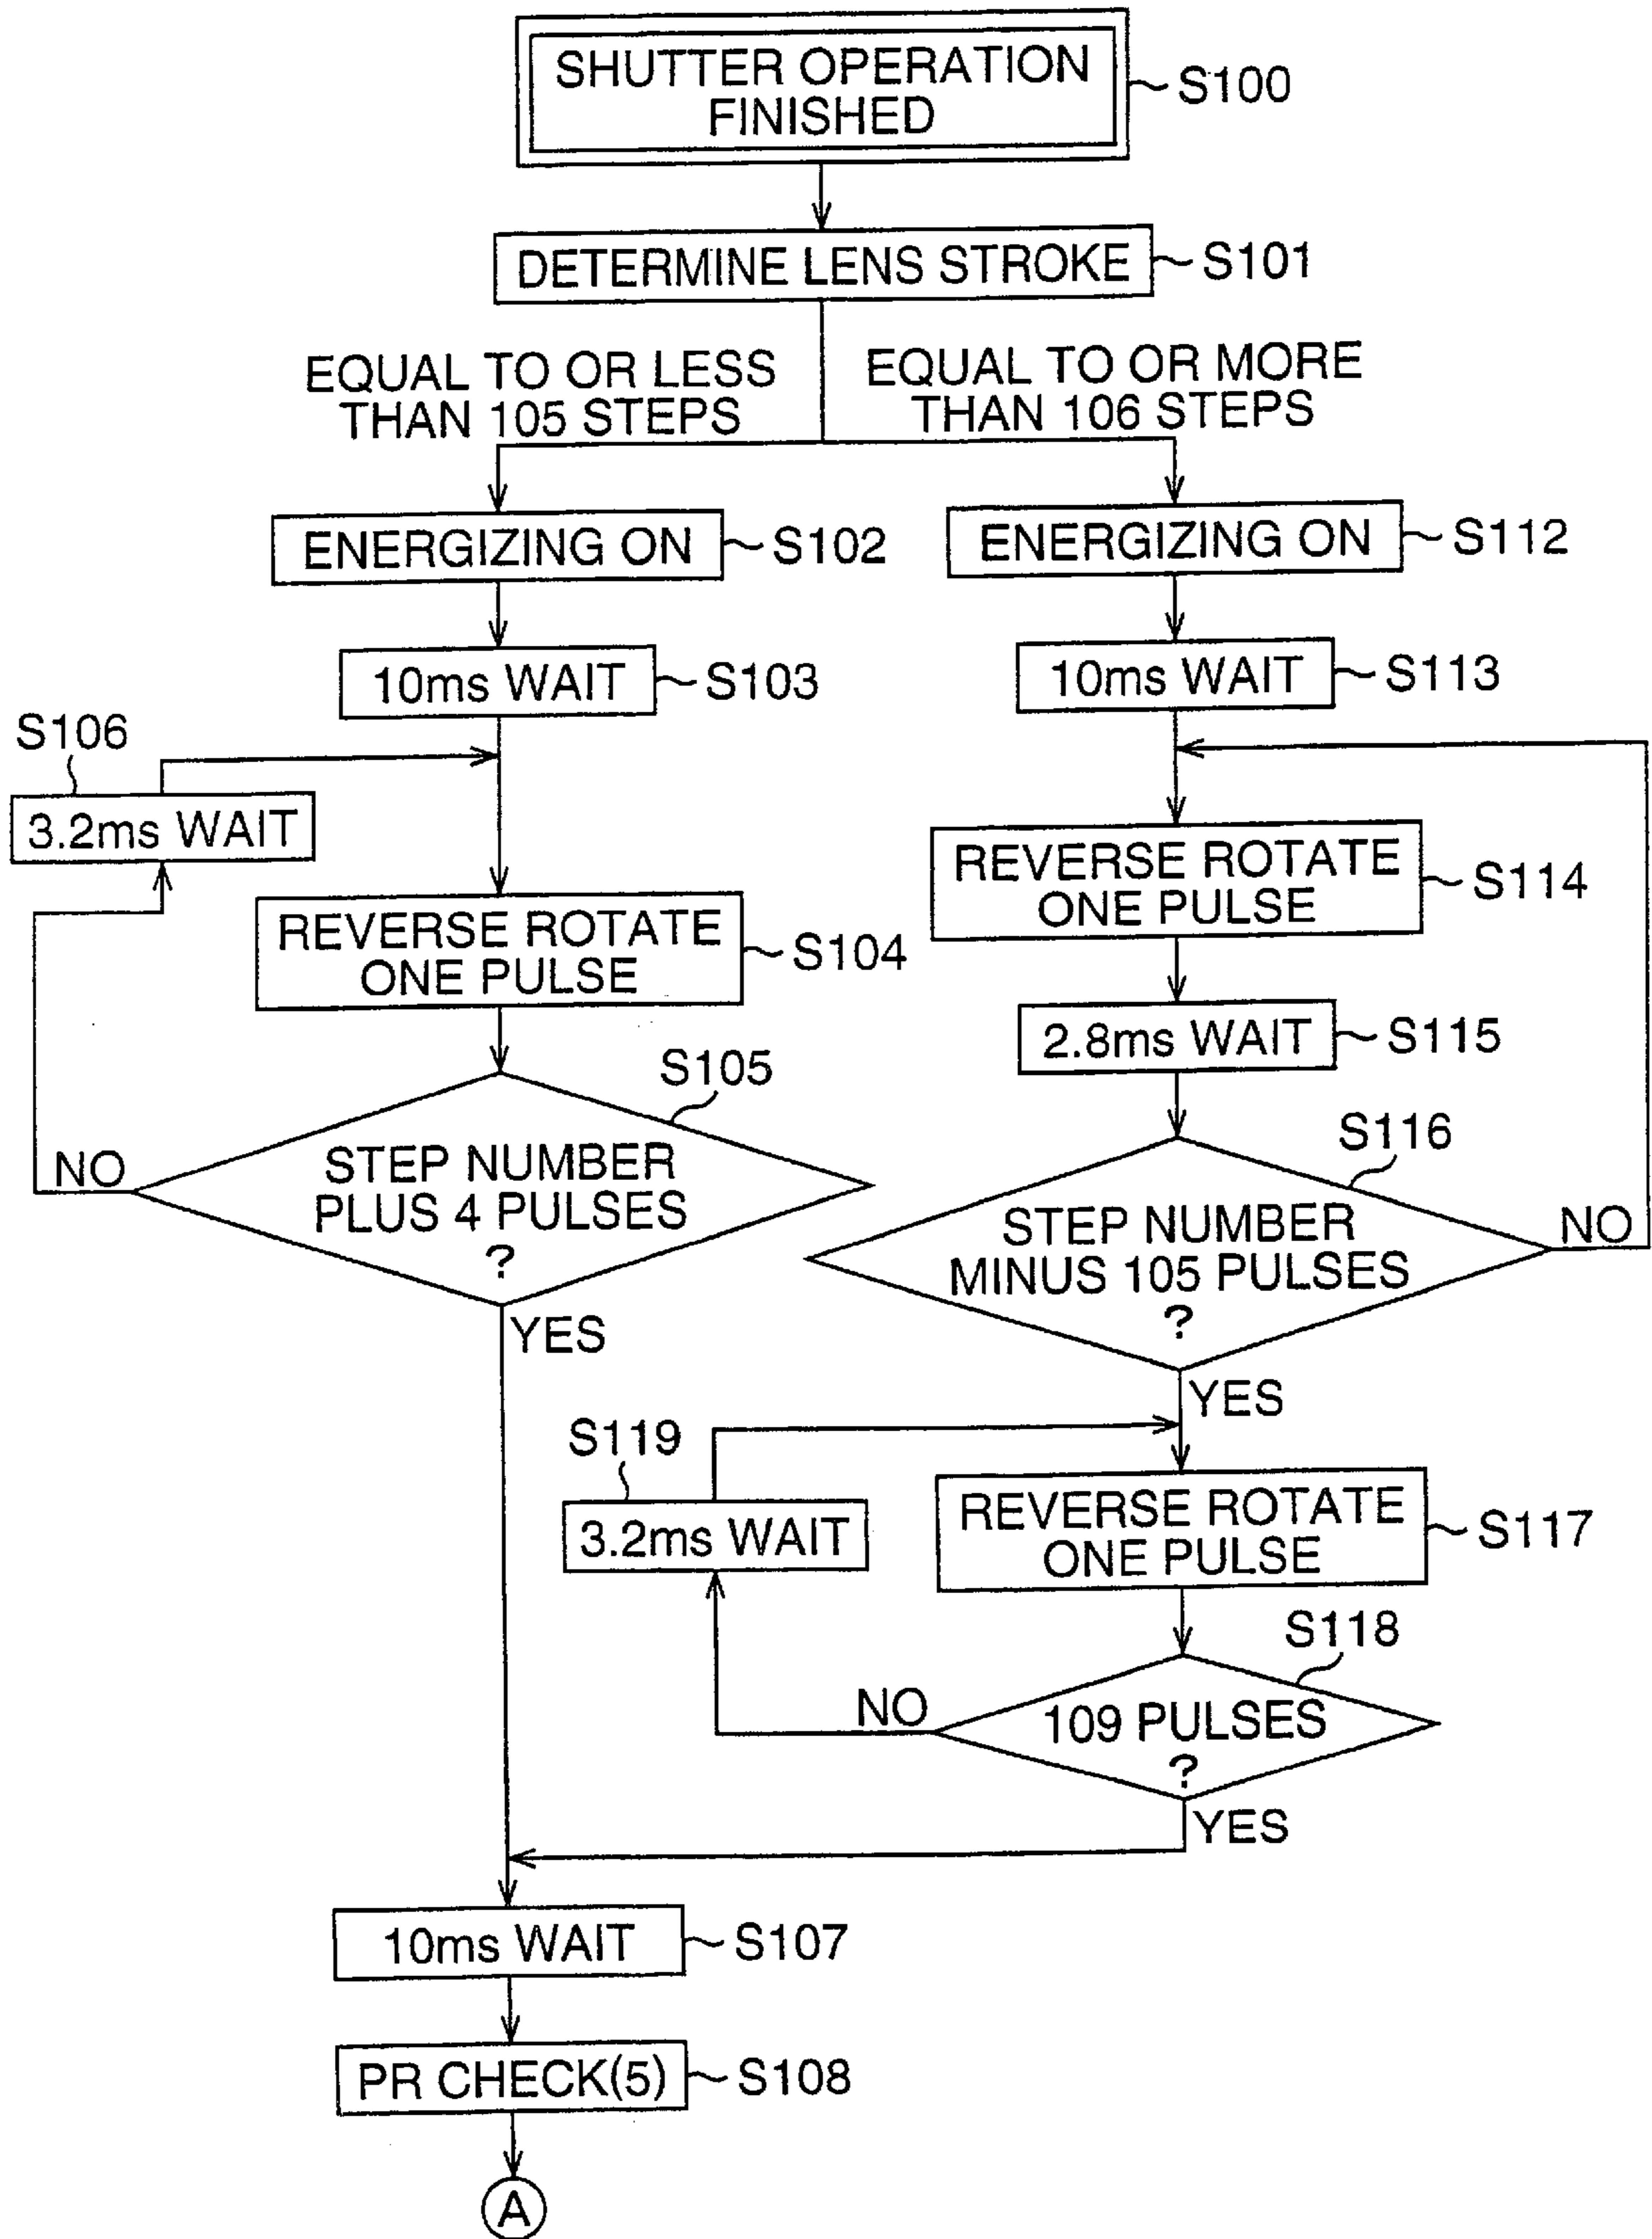 SHUTTER OPERATION
FINISHED
S100
DETERMINE LENS STROKE
S101
EQUAL TO OR LESS
THAN 105 STEPS
EQUAL TO OR MORE
THAN 106 STEPS
ENERGIZING ON
S102
ENERGIZING ON
S112
10ms WAIT
S103
10ms WAIT
S113
S106
3.2ms WAIT
REVERSE ROTATE
ONE PULSE
S104
REVERSE ROTATE
ONE PULSE
S114
2.8ms WAIT
S115
S105
STEP NUMBER
PLUS 4 PULSES
?
NO
YES
S116
STEP NUMBER
MINUS 105 PULSES
?
NO
YES
S119
3.2ms WAIT
REVERSE ROTATE
ONE PULSE
S117
S118
109 PULSES
?
NO
YES
10ms WAIT
S107
PR CHECK(5)
S108
A